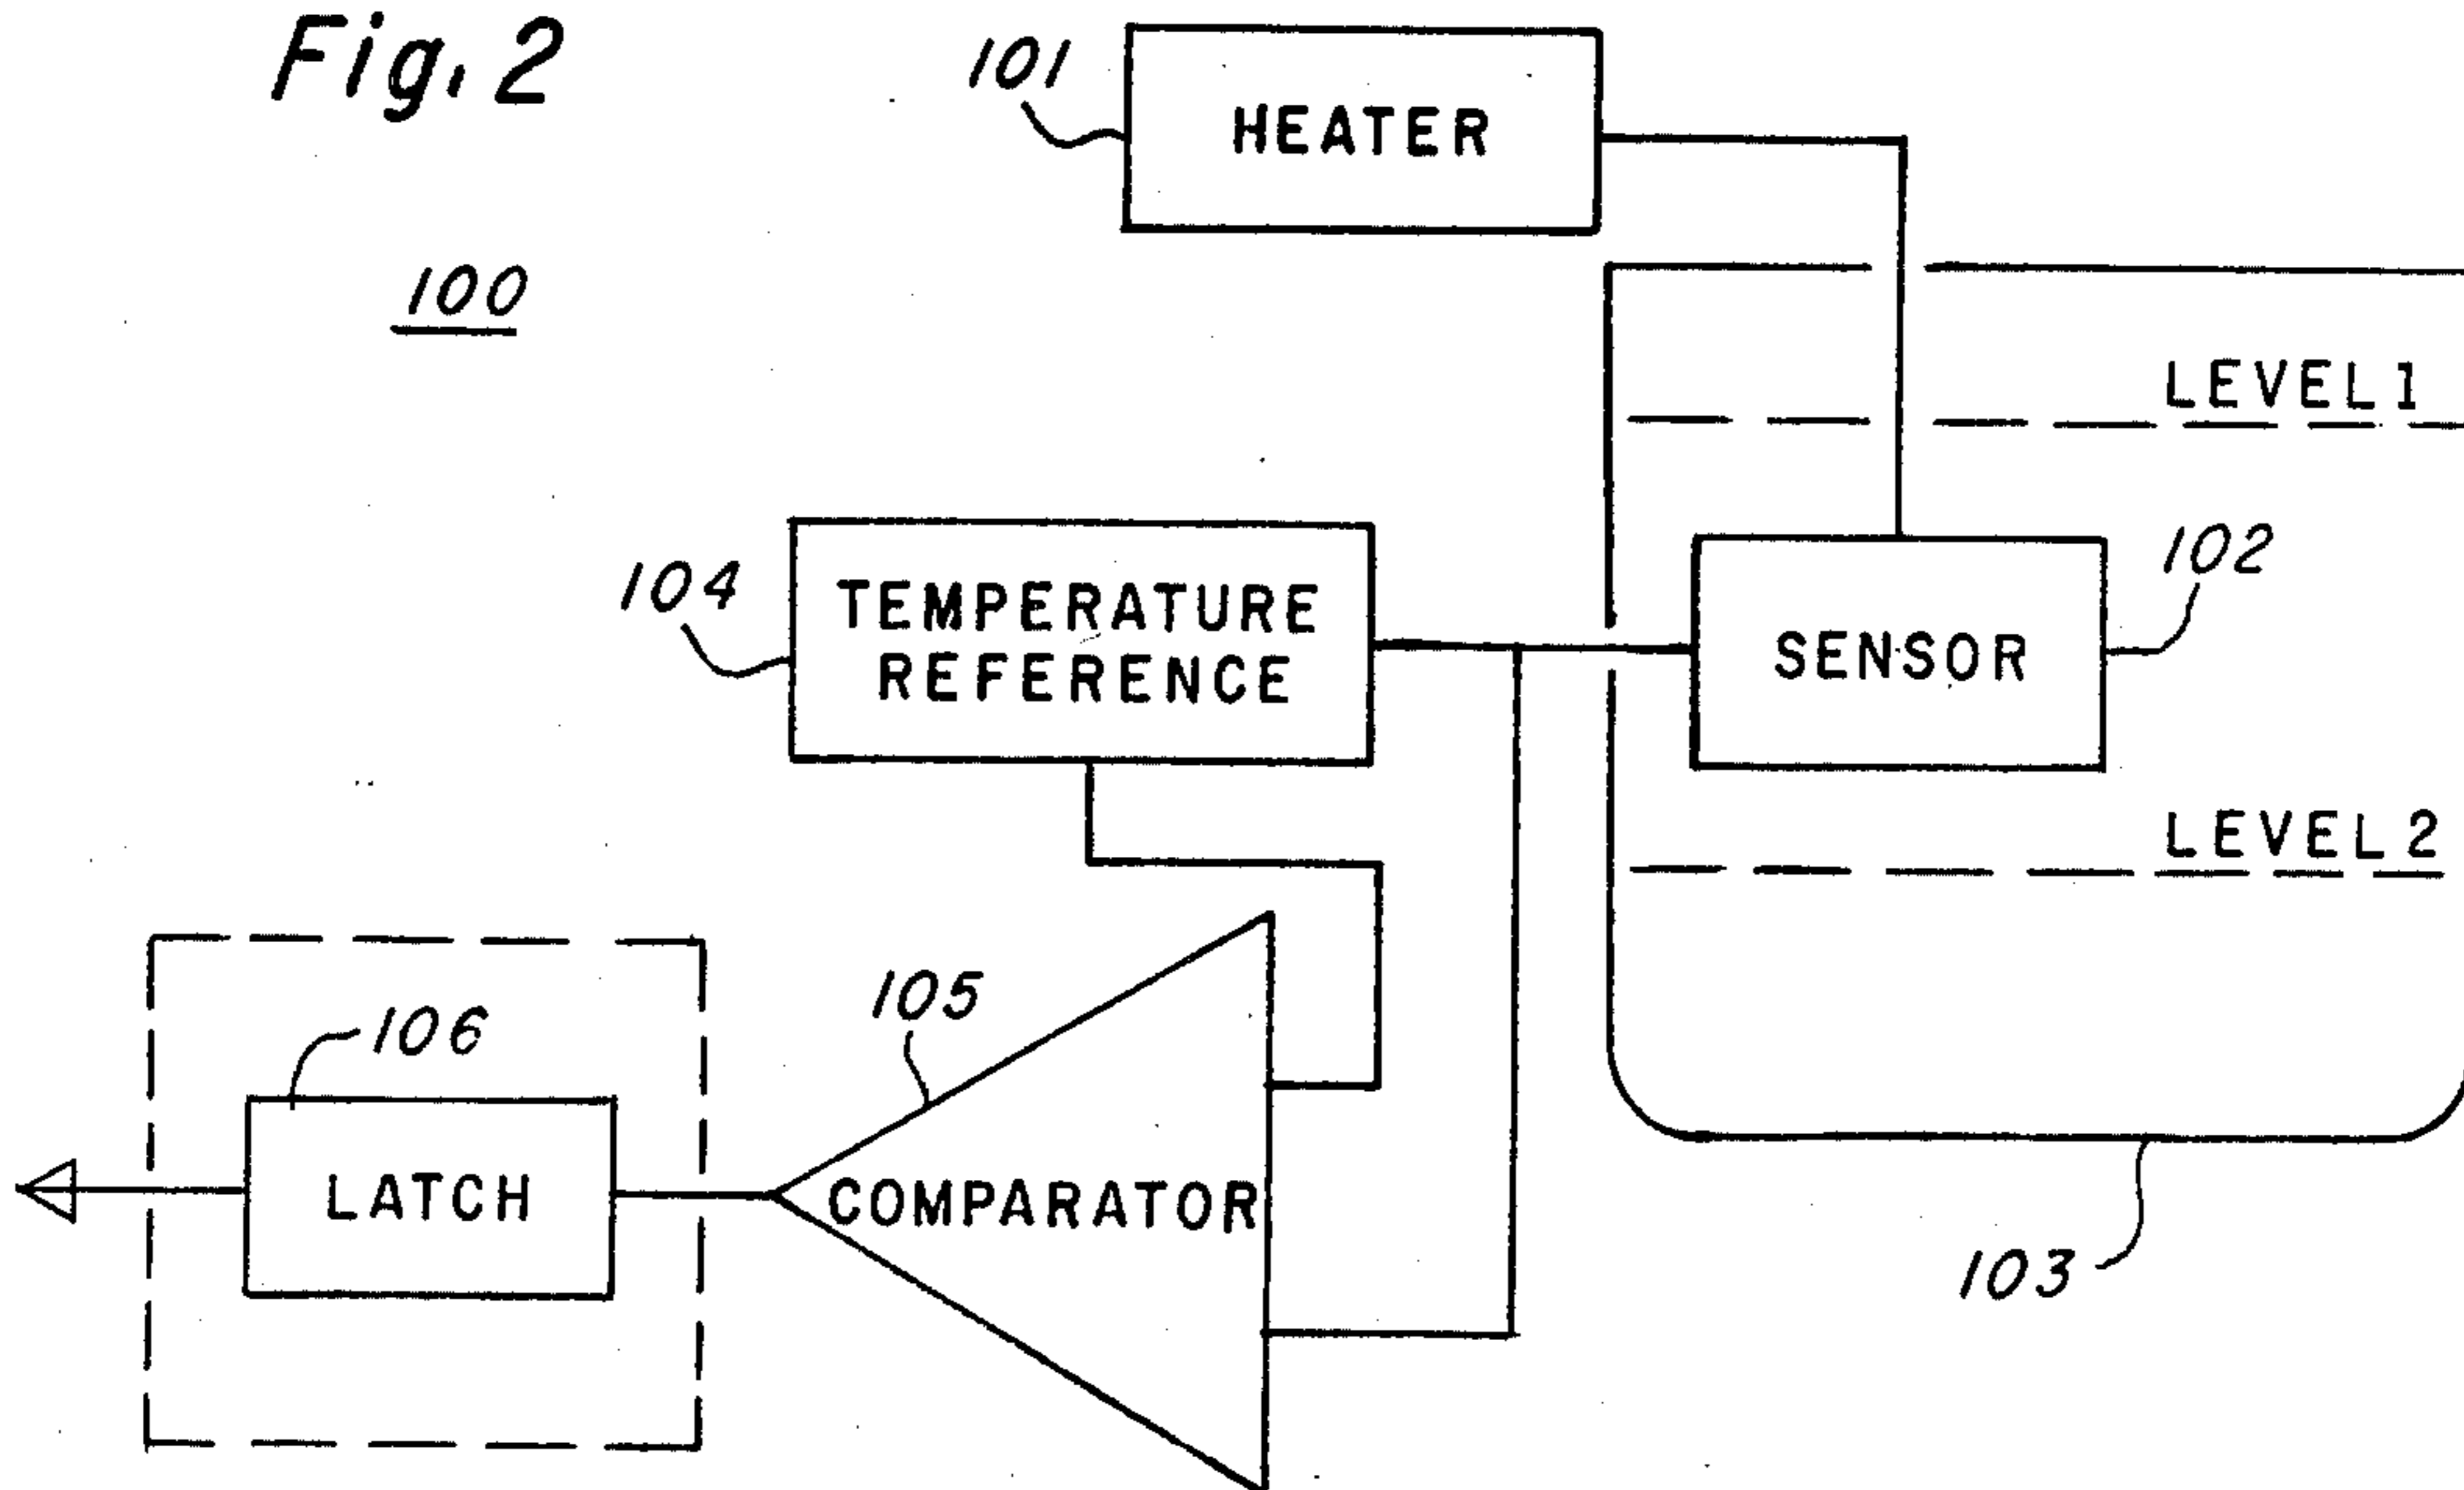 Fig. 2
101
HEATER
100
LEVEL 1
104
TEMPERATURE
REFERENCE
102
SENSOR
LEVEL 2
106
105
LATCH
COMPARATOR
103